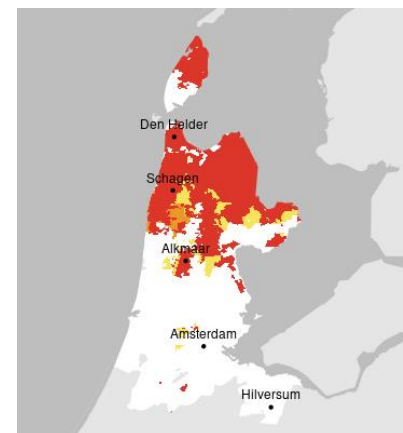 Den Helder
Schagen
Alkmaar
Amsterdam
Hilversum